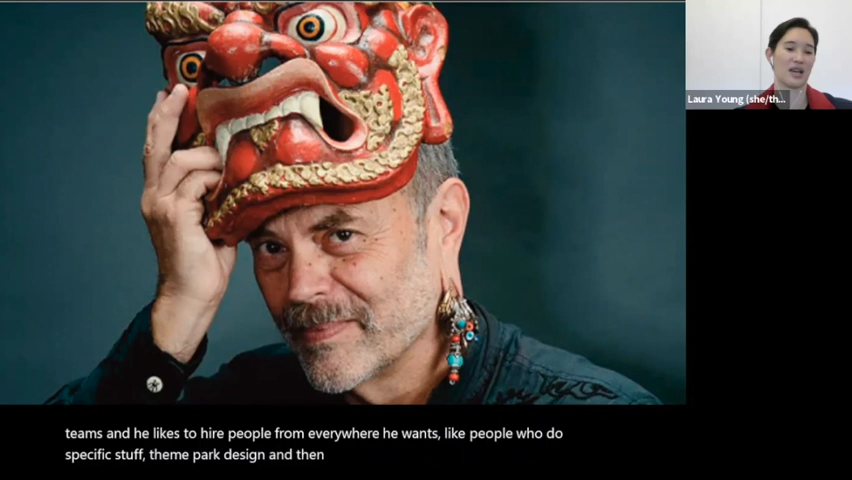 Laura Young (she/th...
teams and he likes to hire people from everywhere he wants, like people who do
specific stuff, theme park design and then